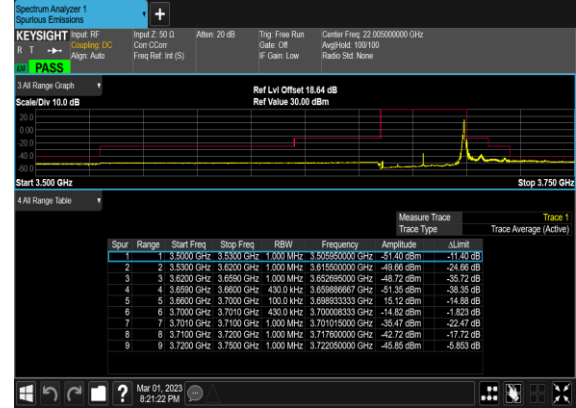 Spectrum Analyzer 1
Spurious Emissions
+
KEYSIGHT Input: RF Input Z: 50 Ω Atten: 20 dB Trig: Free Run Center Freq: 22.005000000 GHz
R T Coupling: DC Corr CCorr Gate: Off Avg|Hold: 100/100
Align: Auto Freq Ref: Int (S) IF Gain: Low Radio Std: None
LXI PASS
3 All Range Graph
Ref Lvl Offset 18.64 dB
Scale/Div 10.0 dB Ref Value 30.00 dBm
20.0
0.00
-20.0
-40.0
-60.0
Start 3.500 GHz Stop 3.750 GHz
4 All Range Table
Measure Trace Trace 1
Trace Type Trace Average (Active)
Spur Range Start Freq Stop Freq RBW Frequency Amplitude ΔLimit
1 1 3.5000 GHz 3.5300 GHz 1.000 MHz 3.505950000 GHz -51.40 dBm -11.40 dB
2 2 3.5300 GHz 3.6200 GHz 1.000 MHz 3.615500000 GHz -49.66 dBm -24.66 dB
3 3 3.6200 GHz 3.6590 GHz 1.000 MHz 3.652695000 GHz -48.72 dBm -35.72 dB
4 4 3.6590 GHz 3.6600 GHz 430.0 kHz 3.659886667 GHz -51.35 dBm -38.35 dB
5 5 3.6600 GHz 3.7000 GHz 100.0 kHz 3.698933333 GHz 15.12 dBm -14.88 dB
6 6 3.7000 GHz 3.7010 GHz 430.0 kHz 3.700008333 GHz -14.82 dBm -1.823 dB
7 7 3.7010 GHz 3.7100 GHz 1.000 MHz 3.701015000 GHz -35.47 dBm -22.47 dB
8 8 3.7100 GHz 3.7200 GHz 1.000 MHz 3.717600000 GHz -42.72 dBm -17.72 dB
9 9 3.7200 GHz 3.7500 GHz 1.000 MHz 3.722050000 GHz -45.85 dBm -5.853 dB
? Mar 01, 2023
8:21:22 PM